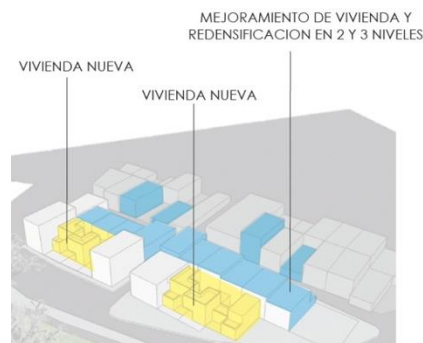 MEJORAMIENTO DE VIVIENDA Y
REDENSIFICACION EN 2 Y 3 NIVELES
VIVIENDA NUEVA
VIVIENDA NUEVA